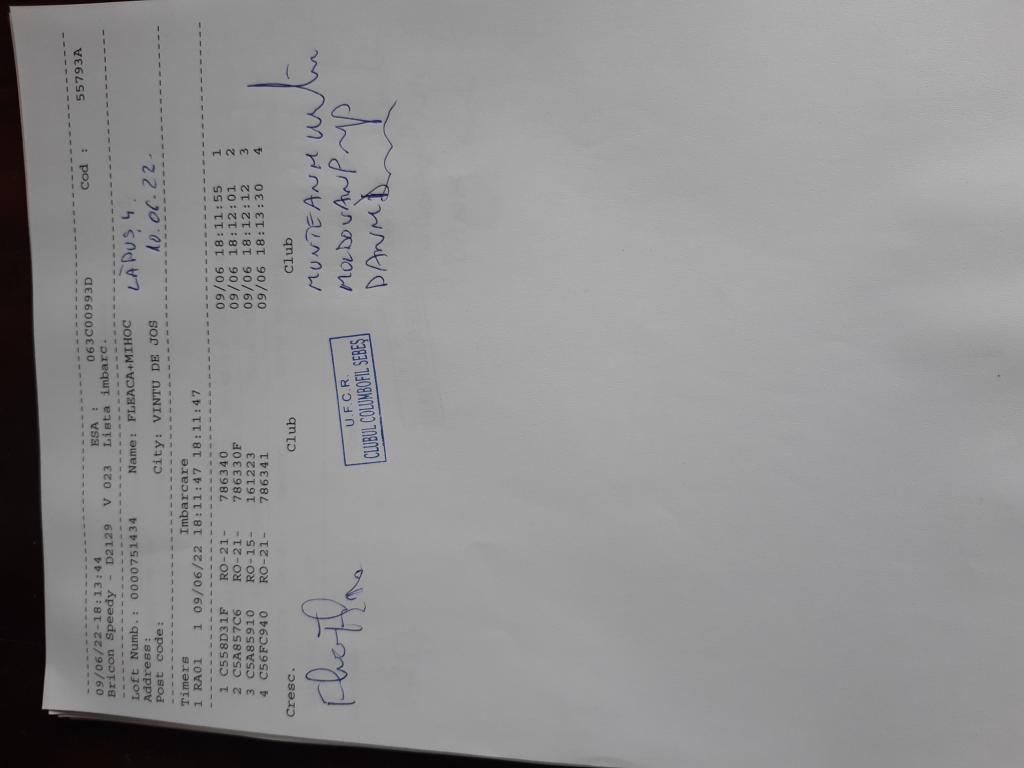 --------------------------------------------------------
09/06/22-18:13:44 ESA : 063C00993D Cod : 55793A
Bricon Speedy - D2129 V 023 Lista imbarc.
--------------------------------------------------------
Loft Numb.: 0000751434 Name: FLEACA+MIHOC LĂPUȘ 4.
Address:
Post code: City: VINTU DE JOS 10.06.22.
--------------------------------------------------------
Timers Imbarcare
1 RA01 1 09/06/22 18:11:47 18:11:47
--------------------------------------------------------
1 C558D31F RO-21- 786340 09/06 18:11:55 1
2 C5A857C6 RO-21- 786330F 09/06 18:12:01 2
3 C5A85910 RO-15- 161223 09/06 18:12:12 3
4 C56FC940 RO-21- 786341 09/06 18:13:30 4
Cresc. Club Club
MUNTEAN M
U.F.C.R.
CLUBUL COLUMBOFIL SEBEȘ
MOLDOVAN P
DAN M